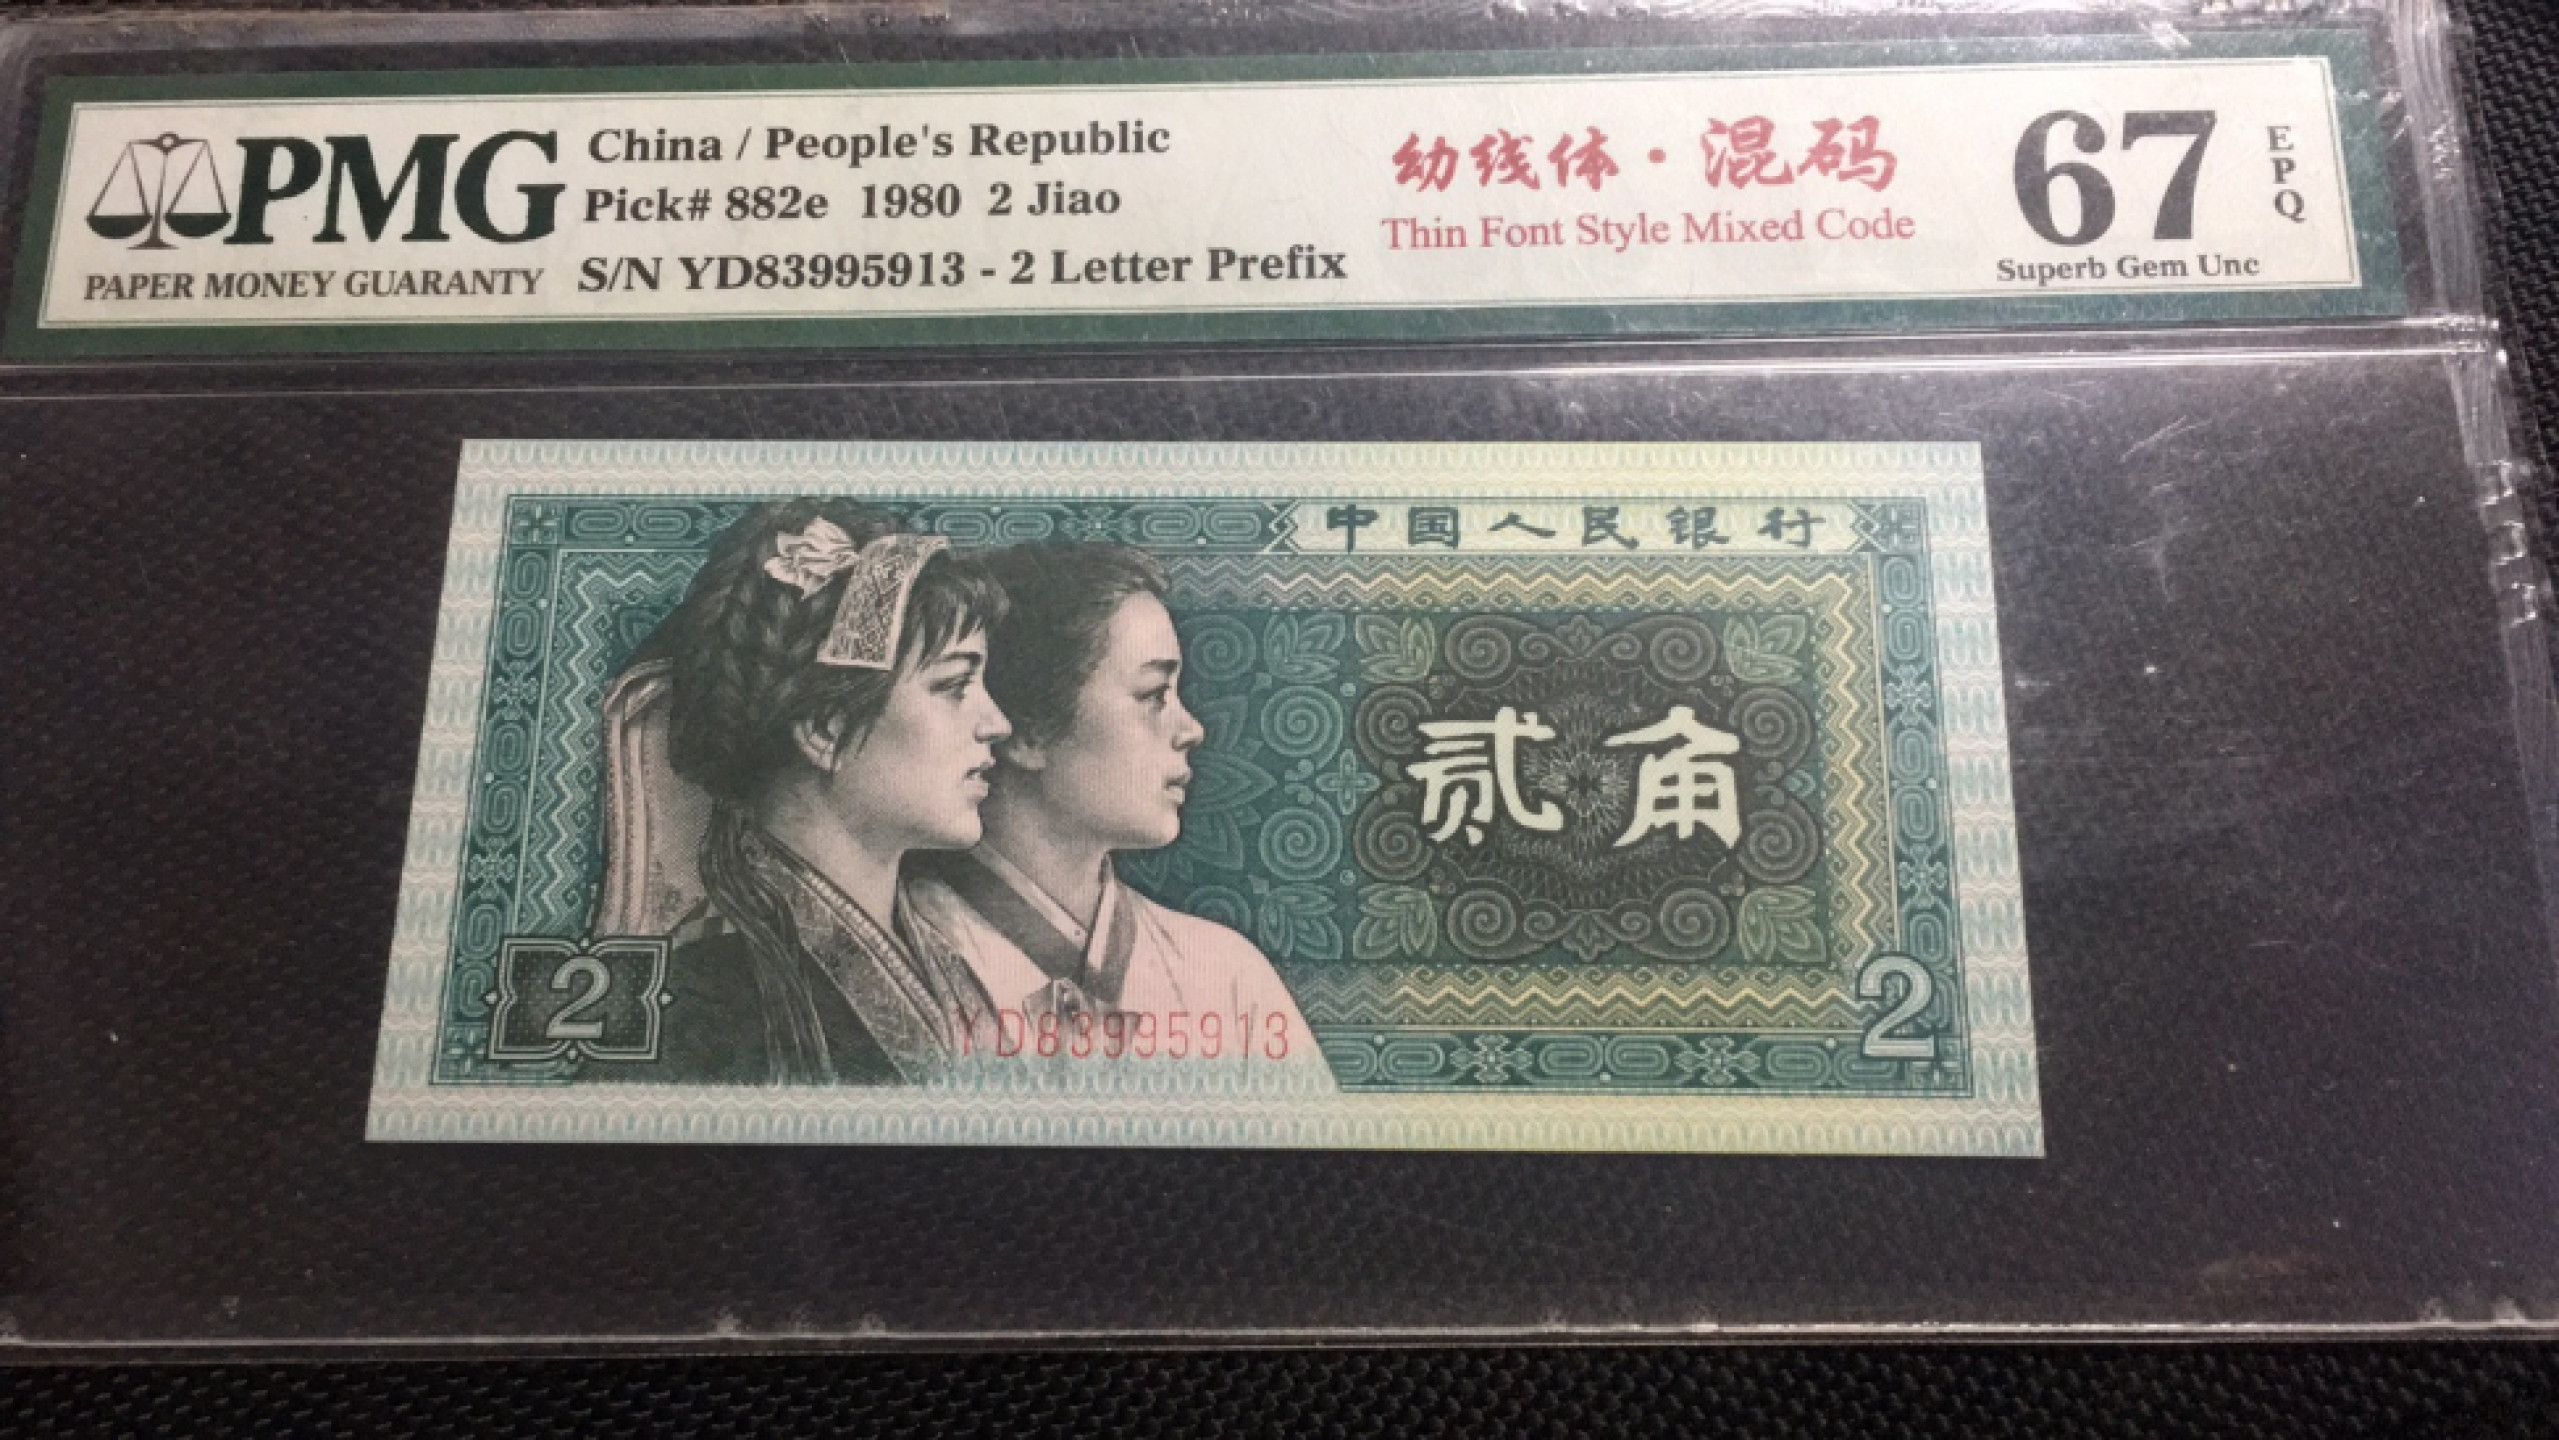 PMG
PAPER MONEY GUARANTY
China / People's Republic
Pick# 882e 1980 2 Jiao
S/N YD83995913 - 2 Letter Prefix
幼线体·混码
Thin Font Style Mixed Code
67
EPQ
Superb Gem Unc
中国人民银行
贰角
2
YD83995913
2